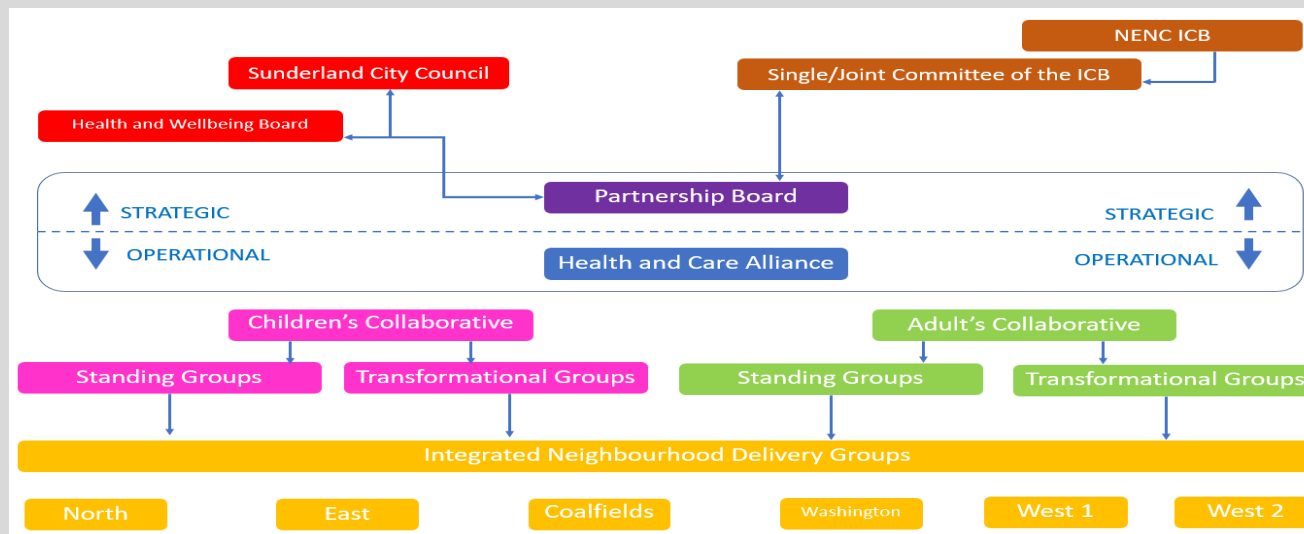 NENC ICB
Sunderland City Council
Single/Joint Committee of the ICB
Health and Wellbeing Board
Partnership Board
STRATEGIC
STRATEGIC
OPERATIONAL
Health and Care Alliance
OPERATIONAL
Children's Collaborative
Adult's Collaborative
Standing Groups
Transformational Groups
Standing Groups
Transformational Groups
Integrated Neighbourhood Delivery Groups
North
East
Coalfields
Washington
West 1
West 2